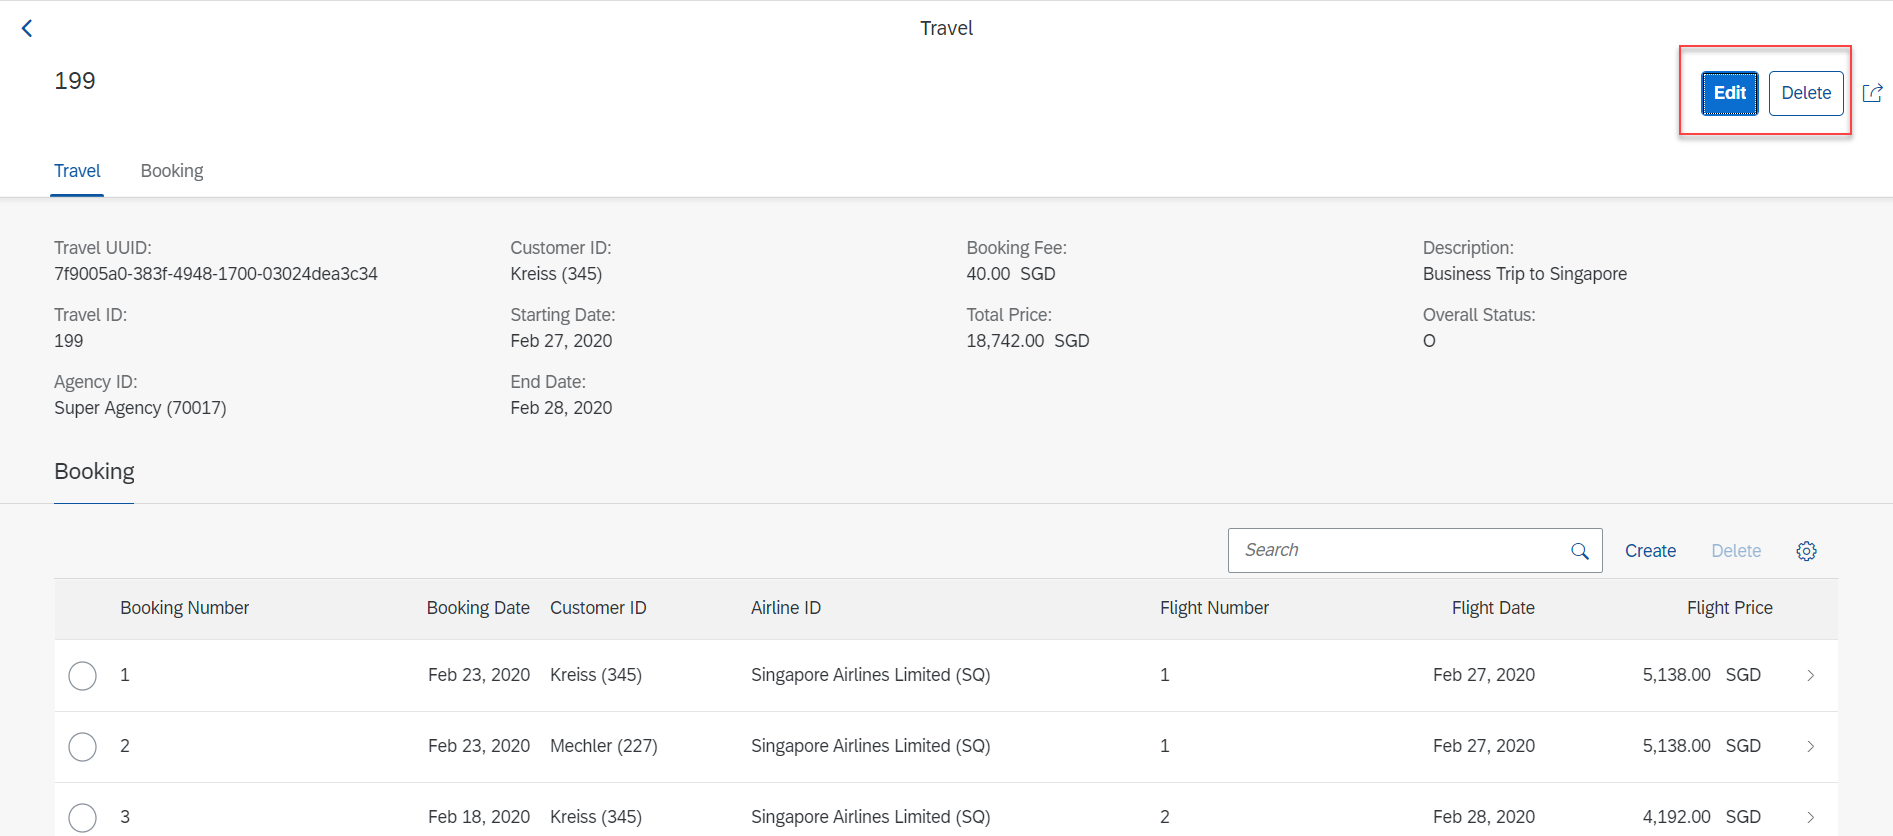 Travel
199
Edit Delete
Travel Booking
Travel UUID: Customer ID: Booking Fee: Description:
7f9005a0-383f-4948-1700-03024dea3c34 Kreiss (345) 40.00 SGD Business Trip to Singapore
Travel ID: Starting Date: Total Price: Overall Status:
199 Feb 27, 2020 18,742.00 SGD O
Agency ID: End Date:
Super Agency (70017) Feb 28, 2020
Booking
Search Create Delete
Booking Number Booking Date Customer ID Airline ID Flight Number Flight Date Flight Price
1 Feb 23, 2020 Kreiss (345) Singapore Airlines Limited (SQ) 1 Feb 27, 2020 5,138.00 SGD
2 Feb 23, 2020 Mechler (227) Singapore Airlines Limited (SQ) 1 Feb 27, 2020 5,138.00 SGD
3 Feb 18, 2020 Kreiss (345) Singapore Airlines Limited (SQ) 2 Feb 28, 2020 4,192.00 SGD